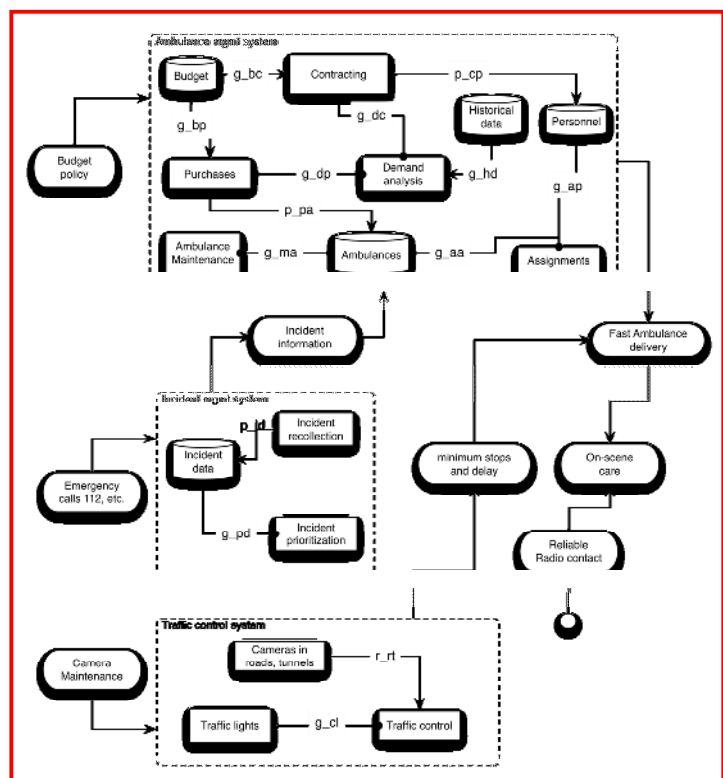 Ambulance mgmt system
Budget
g_bc
Contracting
p_cp
Historical
data
Personnel
g_bp
g_dc
Budget
policy
Purchases
g_dp
Demand
analysis
g_hd
g_ap
p_pa
Ambulance
Maintenance
g_ma
Ambulances
g_aa
Assignments
Incident
information
Fast Ambulance
delivery
Incident mgmt system
p_id
Incident
recollection
Incident
data
Emergency
calls 112, etc.
minimum stops
and delay
On-scene
care
g_pd
Incident
prioritization
Reliable
Radio contact
Traffic control system
Cameras in
roads, tunnels
r_rt
Camera
Maintenance
Traffic lights
g_cl
Traffic control